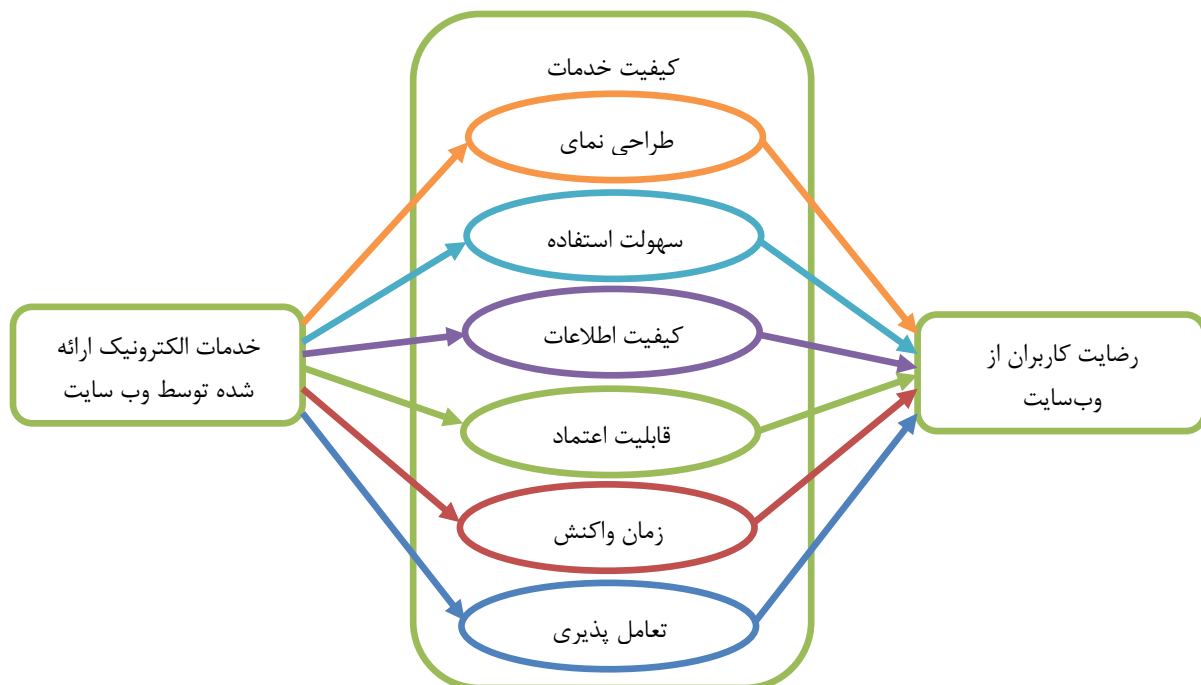 کیفیت خدمات
طراحی نمای
سهولت استفاده
کیفیت اطلاعات
قابلیت اعتماد
زمان واکنش
تعامل پذیری
خدمات الکترونیک ارائه
شده توسط وب سایت
رضایت کاربران از
وب‌سایت